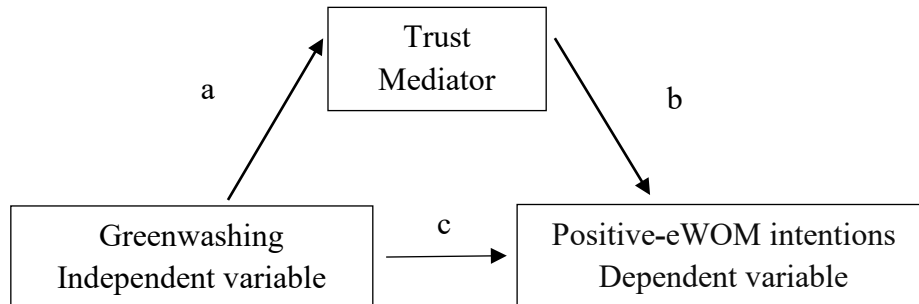 Trust
Mediator
a
b
c
Greenwashing
Independent variable
Positive-eWOM intentions
Dependent variable